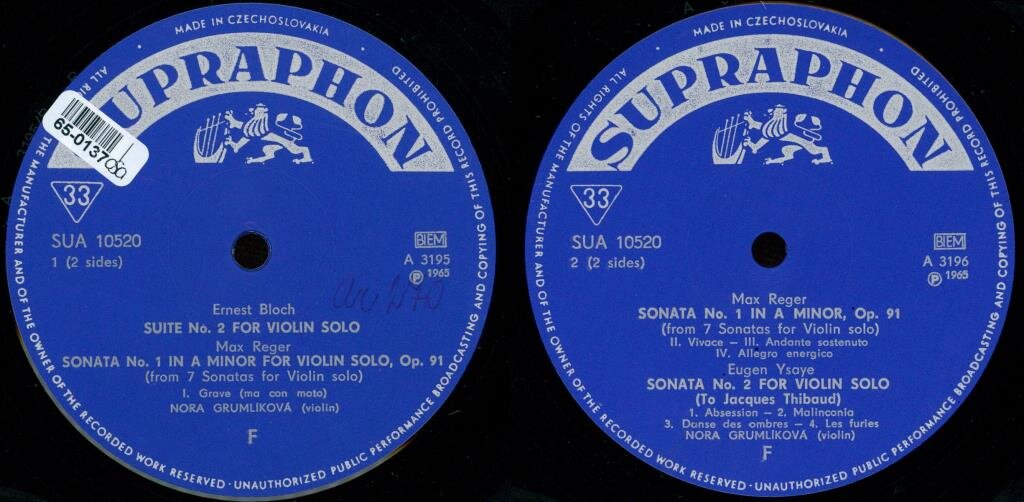 MADE IN CZECHOSLOVAKIA
SUPRAPHON
65-0137
33
SUA 10520
1 (2 sides)
BIEM
A 3195
Ⓟ 1965
Ernest Bloch
SUITE No. 2 FOR VIOLIN SOLO
Max Reger
SONATA No. 1 IN A MINOR FOR VIOLIN SOLO, Op. 91
(from 7 Sonatas for Violin solo)
I. Grave (ma con moto)
NORA GRUMLÍKOVÁ (violin)
F
ALL RI
THE MANUFACTURER AND OF THE OWNER OF THE RECORDED WORK RESERVED · UNAUTHORIZED PUBLIC PERFORMANCE BROADCASTING AND COPYING OF THIS RECORD PROHIBITED
MADE IN CZECHOSLOVAKIA
SUPRAPHON
33
SUA 10520
2 (2 sides)
BIEM
A 3196
Ⓟ 1965
Max Reger
SONATA No. 1 IN A MINOR, Op. 91
(from 7 Sonatas for Violin solo)
II. Vivace – III. Andante sostenuto
IV. Allegro energico
Eugen Ysaye
SONATA No. 2 FOR VIOLIN SOLO
(To Jacques Thibaud)
1. Absession – 2. Malinconia
3. Danse des ombres – 4. Les furies
NORA GRUMLÍKOVÁ (violin)
F
ALL RIGHTS OF THE MANUFACTURER AND OF THE OWNER OF THE RECORDED WORK RESERVED · UNAUTHORIZED PUBLIC PERFORMANCE BROADCASTING AND COPYING OF THIS RECORD PROHIBITED